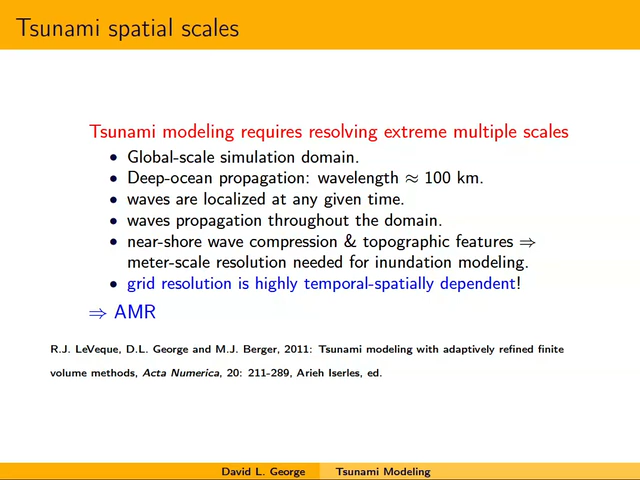 Tsunami spatial scales
Tsunami modeling requires resolving extreme multiple scales
• Global-scale simulation domain.
• Deep-ocean propagation: wavelength ≈ 100 km.
• waves are localized at any given time.
• waves propagation throughout the domain.
• near-shore wave compression & topographic features ⇒
meter-scale resolution needed for inundation modeling.
• grid resolution is highly temporal-spatially dependent!
⇒ AMR
R.J. LeVeque, D.L. George and M.J. Berger, 2011: Tsunami modeling with adaptively refined finite
volume methods, Acta Numerica, 20: 211-289, Arieh Iserles, ed.
David L. George Tsunami Modeling